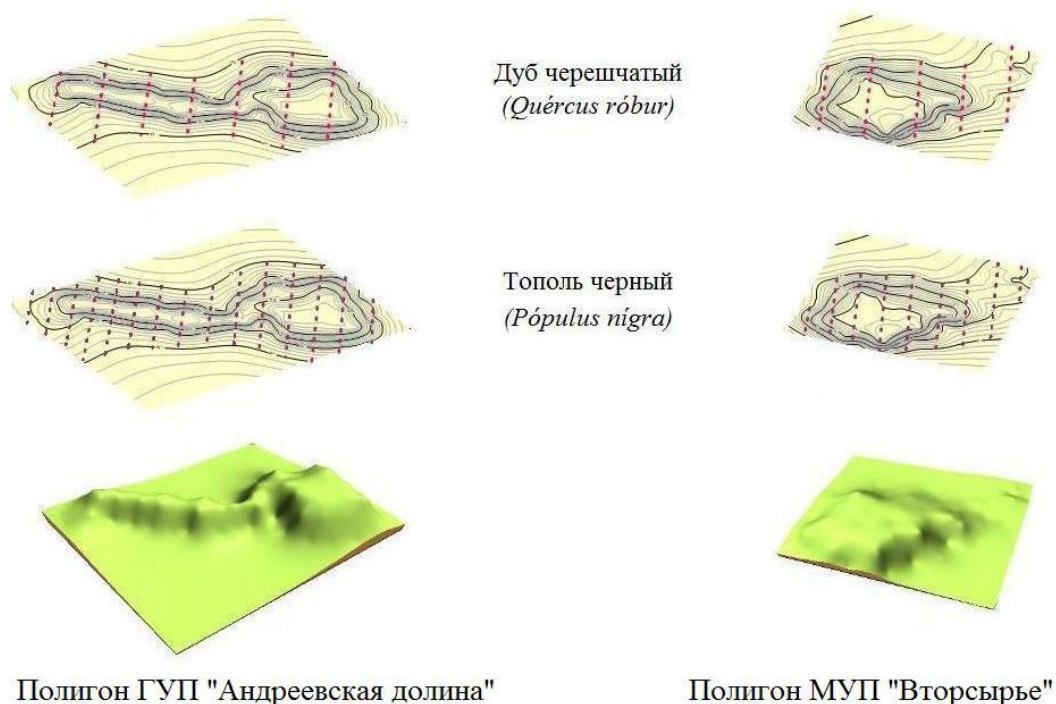 Дуб черешчатый
(Quércus róbur)
Тополь черный
(Pópulus nígra)
Полигон ГУП "Андреевская долина"
Полигон МУП "Вторсырье"